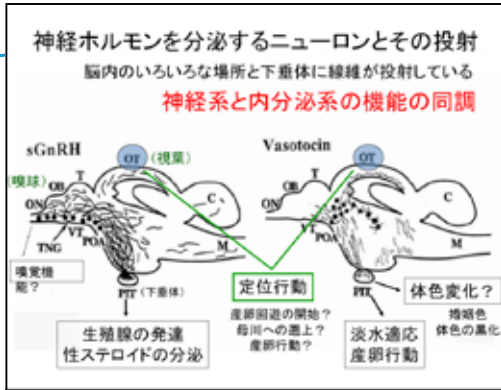 神経ホルモンを分泌するニューロンとその投射
脳内のいろいろな場所と下垂体に線維が投射している
神経系と内分泌系の機能の同調
sGnRH
OT
(視葉)
T
(嗅球)
OB
ON
C
VT
POA
TNG
M
嗅覚機
能?
PIT
(下垂体)
生殖腺の発達
性ステロイドの分泌
定位行動
産卵回遊の開始?
母川への遡上?
産卵行動?
Vasotocin
OT
T
OB
ON
C
VT
POA
M
PIT
淡水適応
産卵行動
体色変化?
婚姻色
体色の黒化